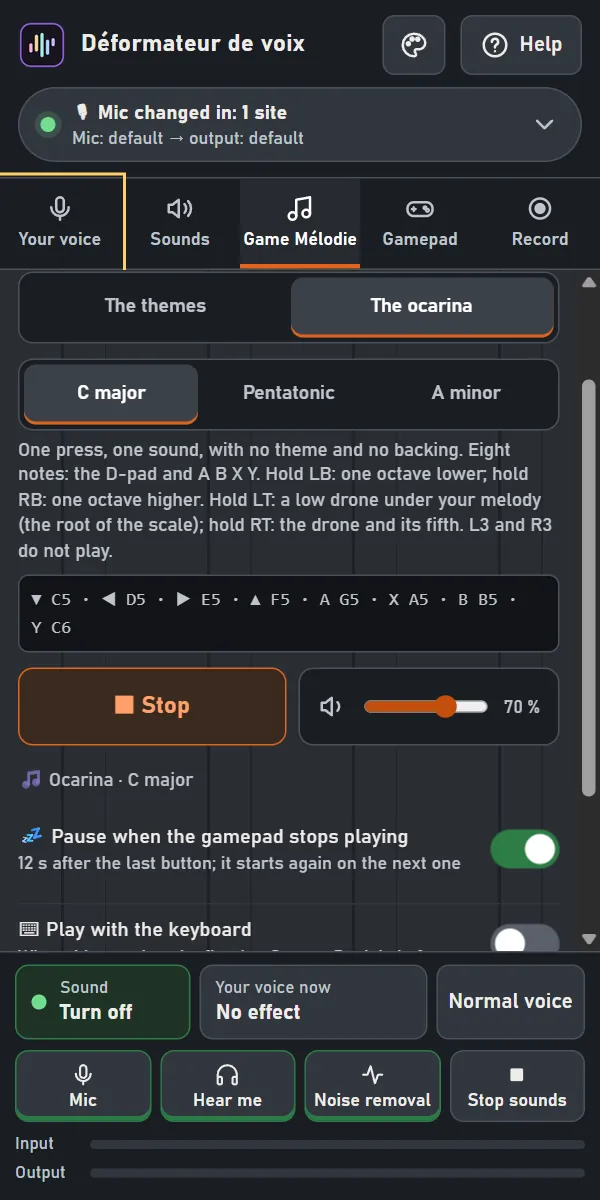 Déformateur de voix
Help
Mic changed in: 1 site
Mic: default → output: default
Your voice
Sounds
Game Mélodie
Gamepad
Record
The themes
The ocarina
C major
Pentatonic
A minor
One press, one sound, with no theme and no backing. Eight
notes: the D-pad and A B X Y. Hold LB: one octave lower; hold
RB: one octave higher. Hold LT: a low drone under your melody
(the root of the scale); hold RT: the drone and its fifth. L3 and R3
do not play.
▼ C5 · ◀ D5 · ▶ E5 · ▲ F5 · A G5 · X A5 · B B5 ·
Y C6
Stop
70 %
Ocarina · C major
Pause when the gamepad stops playing
12 s after the last button; it starts again on the next one
Play with the keyboard
Sound
Turn off
Your voice now
No effect
Normal voice
Mic
Hear me
Noise removal
Stop sounds
Input
Output